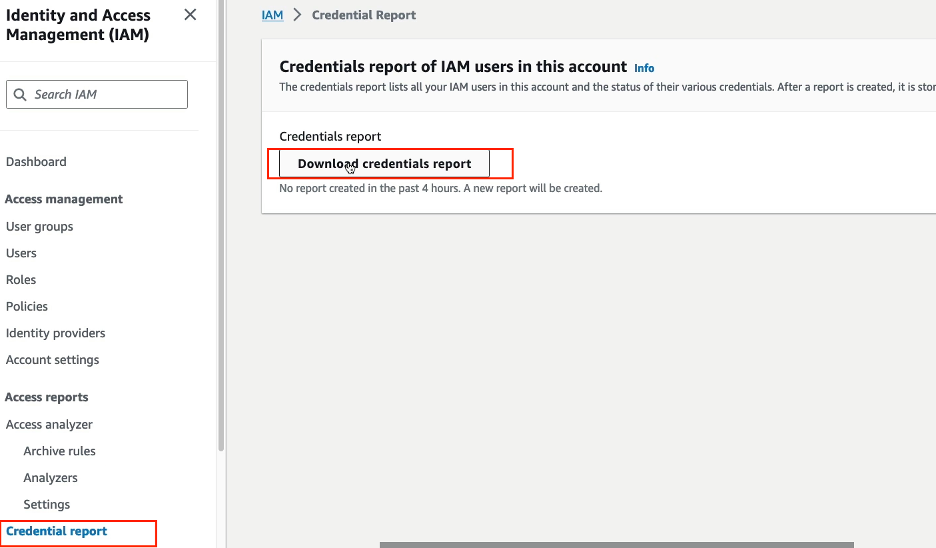 Identity and Access
Management (IAM)
Search IAM
Dashboard
Access management
User groups
Users
Roles
Policies
Identity providers
Account settings
Access reports
Access analyzer
Archive rules
Analyzers
Settings
Credential report
IAM > Credential Report
Credentials report of IAM users in this account Info
The credentials report lists all your IAM users in this account and the status of their various credentials. After a report is created, it is stor
Credentials report
Download credentials report
No report created in the past 4 hours. A new report will be created.